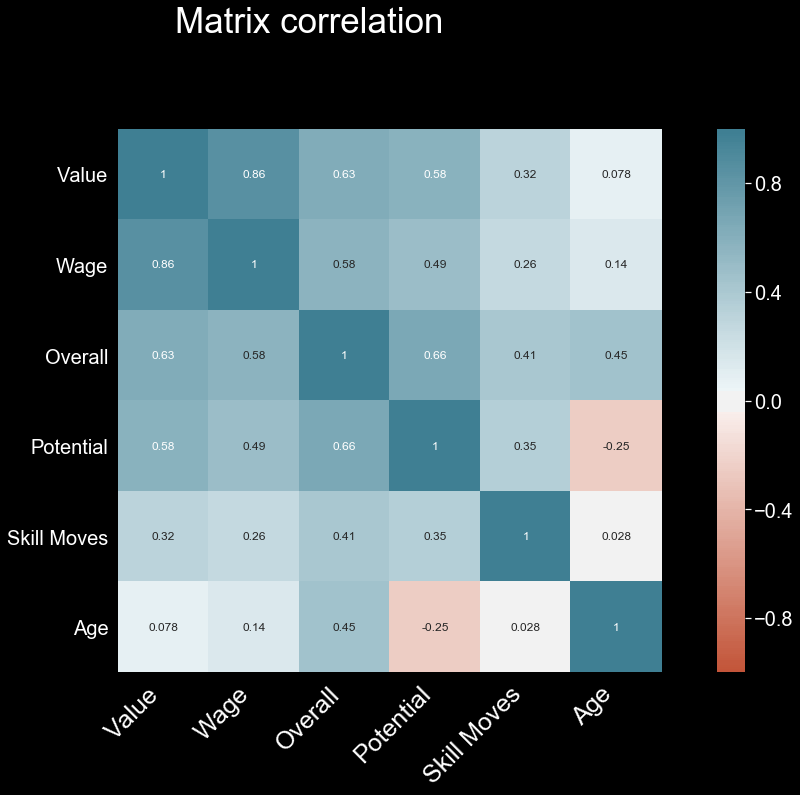 Matrix correlation
Value 1 0.86 0.63 0.58 0.32 0.078
Wage 0.86 1 0.58 0.49 0.26 0.14
Overall 0.63 0.58 1 0.66 0.41 0.45
Potential 0.58 0.49 0.66 1 0.35 -0.25
Skill Moves 0.32 0.26 0.41 0.35 1 0.028
Age 0.078 0.14 0.45 -0.25 0.028 1
Value Wage Overall Potential Skill Moves Age
0.8
0.4
0.0
−0.4
−0.8